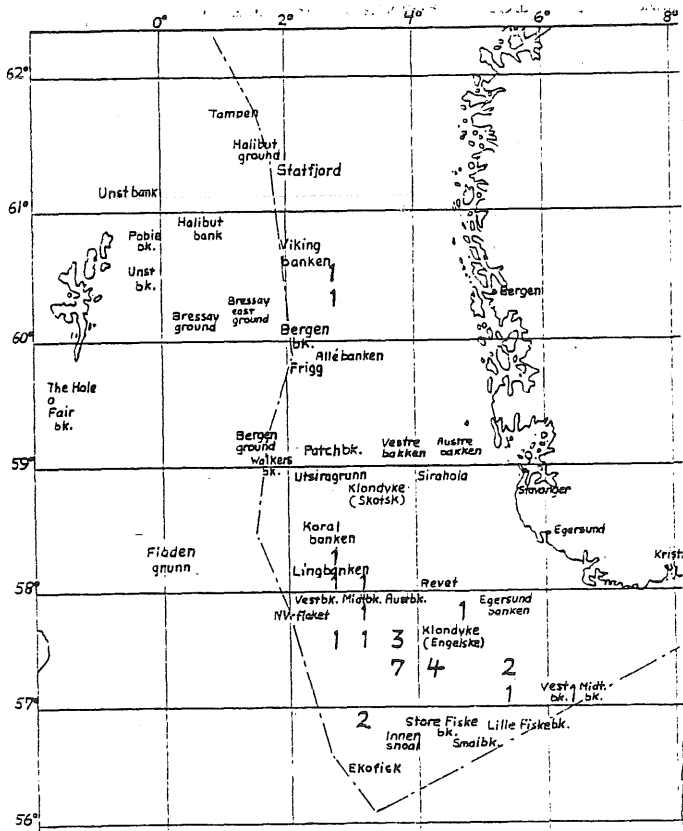 0° 2° 4° 6° 8°
62°
Tampen
Halibut
ground
Statfjord
Unst bank
61°
Halibut
bank
Pobie
bk.
Viking
banken
1
Unst
bk.
1
Bergen
Bressay
east
ground
Bressay
ground
Bergen
bk.
60°
Allébanken
Frigg
The Hole
o
Fair
bk.
Bergen
ground
Walkers
bk.
Patchbk.
Vestre
bakken
Austre
bakken
59°
Utsiragrunn
Sirahola
Klondyke
(Skotsk)
Stavanger
Koral
banken
Egersund
Fladen
grunn
1
Krist
Lingbanken
1
1
Revet
58°
Vestbk. Midtbk. Austbk.
1
1
Egersund
banken
NV-flaket
1 1 3
Klondyke
(Engelske)
7 4 2
1
Vest. Midt.
bk. bk.
57°
2
Store Fiske
bk.
Lille Fiskebk.
Inner
shoal
Smalbk.
Ekofisk
56°